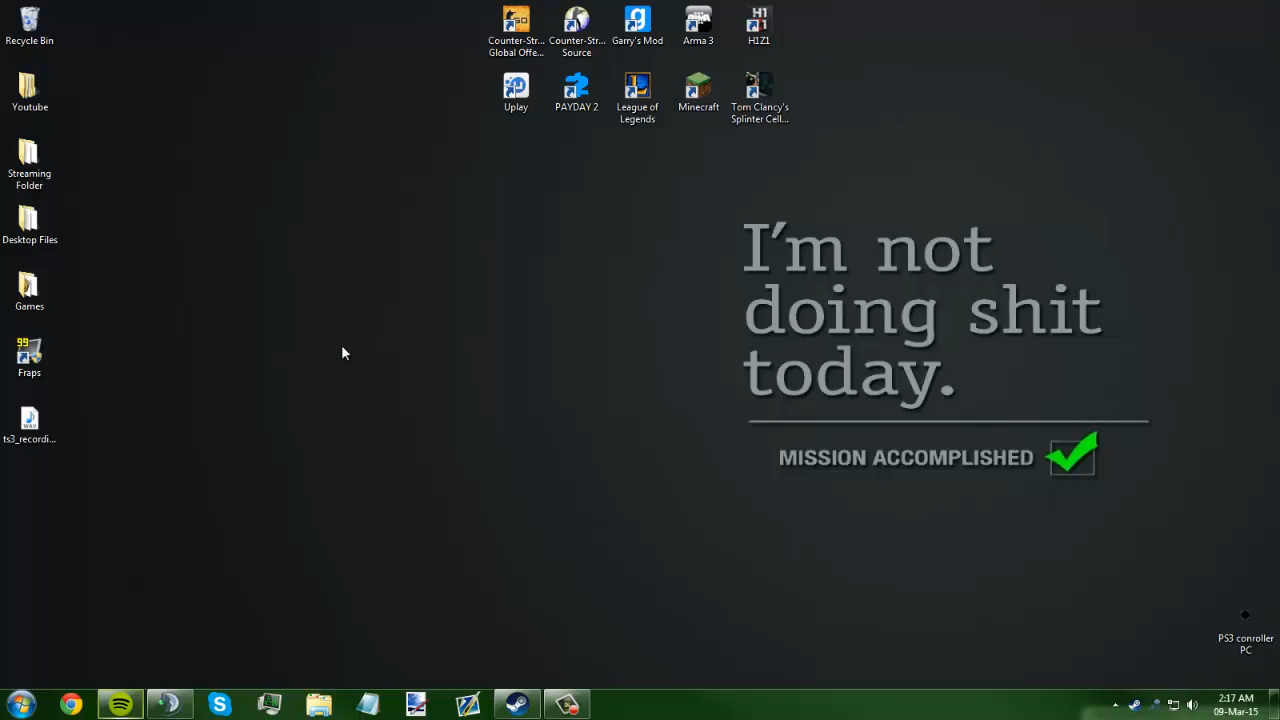 Recycle Bin
Youtube
Streaming
Folder
Desktop Files
Games
99
Fraps
WAV
ts3_recordi...
Counter-Str...
Global Offe...
Counter-Str...
Source
Garry's Mod
Arma 3
H1Z1
Uplay
PAYDAY 2
League of
Legends
Minecraft
Tom Clancy's
Splinter Cell...
I'm not
doing shit
today.
MISSION ACCOMPLISHED
PS3 conroller
PC
2:17 AM
09-Mar-15